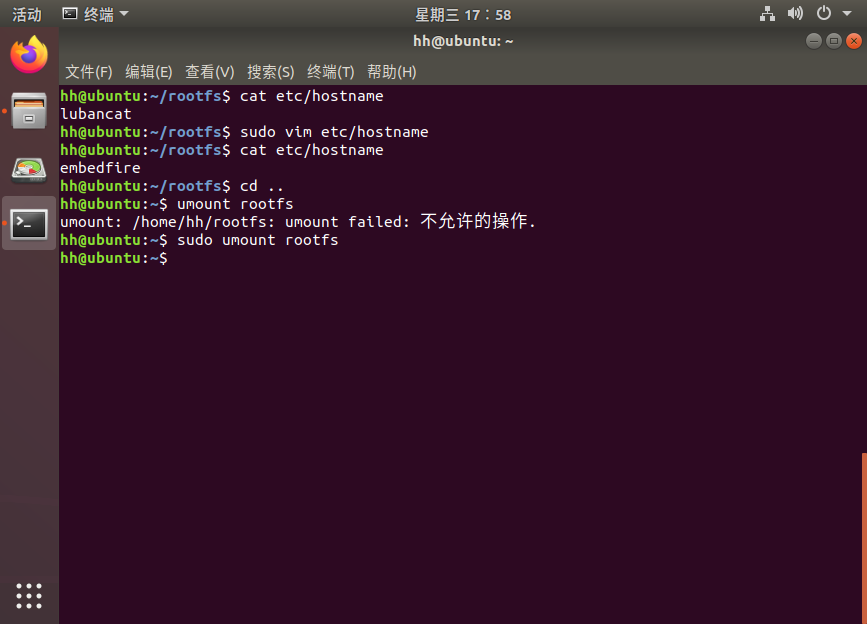 活动 终端 星期三 17:58
hh@ubuntu: ~
文件(F) 编辑(E) 查看(V) 搜索(S) 终端(T) 帮助(H)
hh@ubuntu:~/rootfs$ cat etc/hostname
lubancat
hh@ubuntu:~/rootfs$ sudo vim etc/hostname
hh@ubuntu:~/rootfs$ cat etc/hostname
embedfire
hh@ubuntu:~/rootfs$ cd ..
hh@ubuntu:~$ umount rootfs
umount: /home/hh/rootfs: umount failed: 不允许的操作.
hh@ubuntu:~$ sudo umount rootfs
hh@ubuntu:~$